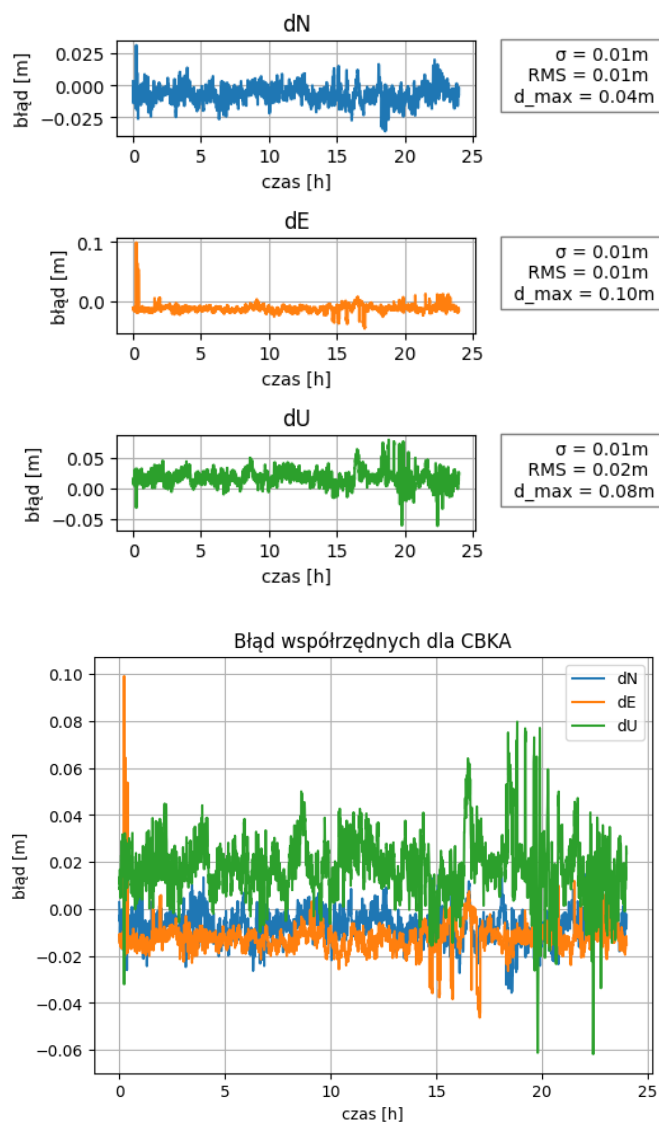 dN
błąd [m]
0.025
0.000
−0.025
0 5 10 15 20 25
czas [h]
σ = 0.01m
RMS = 0.01m
d_max = 0.04m
dE
błąd [m]
0.1
0.0
0 5 10 15 20 25
czas [h]
σ = 0.01m
RMS = 0.01m
d_max = 0.10m
dU
błąd [m]
0.05
0.00
−0.05
0 5 10 15 20 25
czas [h]
σ = 0.01m
RMS = 0.02m
d_max = 0.08m
Błąd współrzędnych dla CBKA
błąd [m]
0.10
0.08
0.06
0.04
0.02
0.00
−0.02
−0.04
−0.06
dN
dE
dU
0 5 10 15 20 25
czas [h]